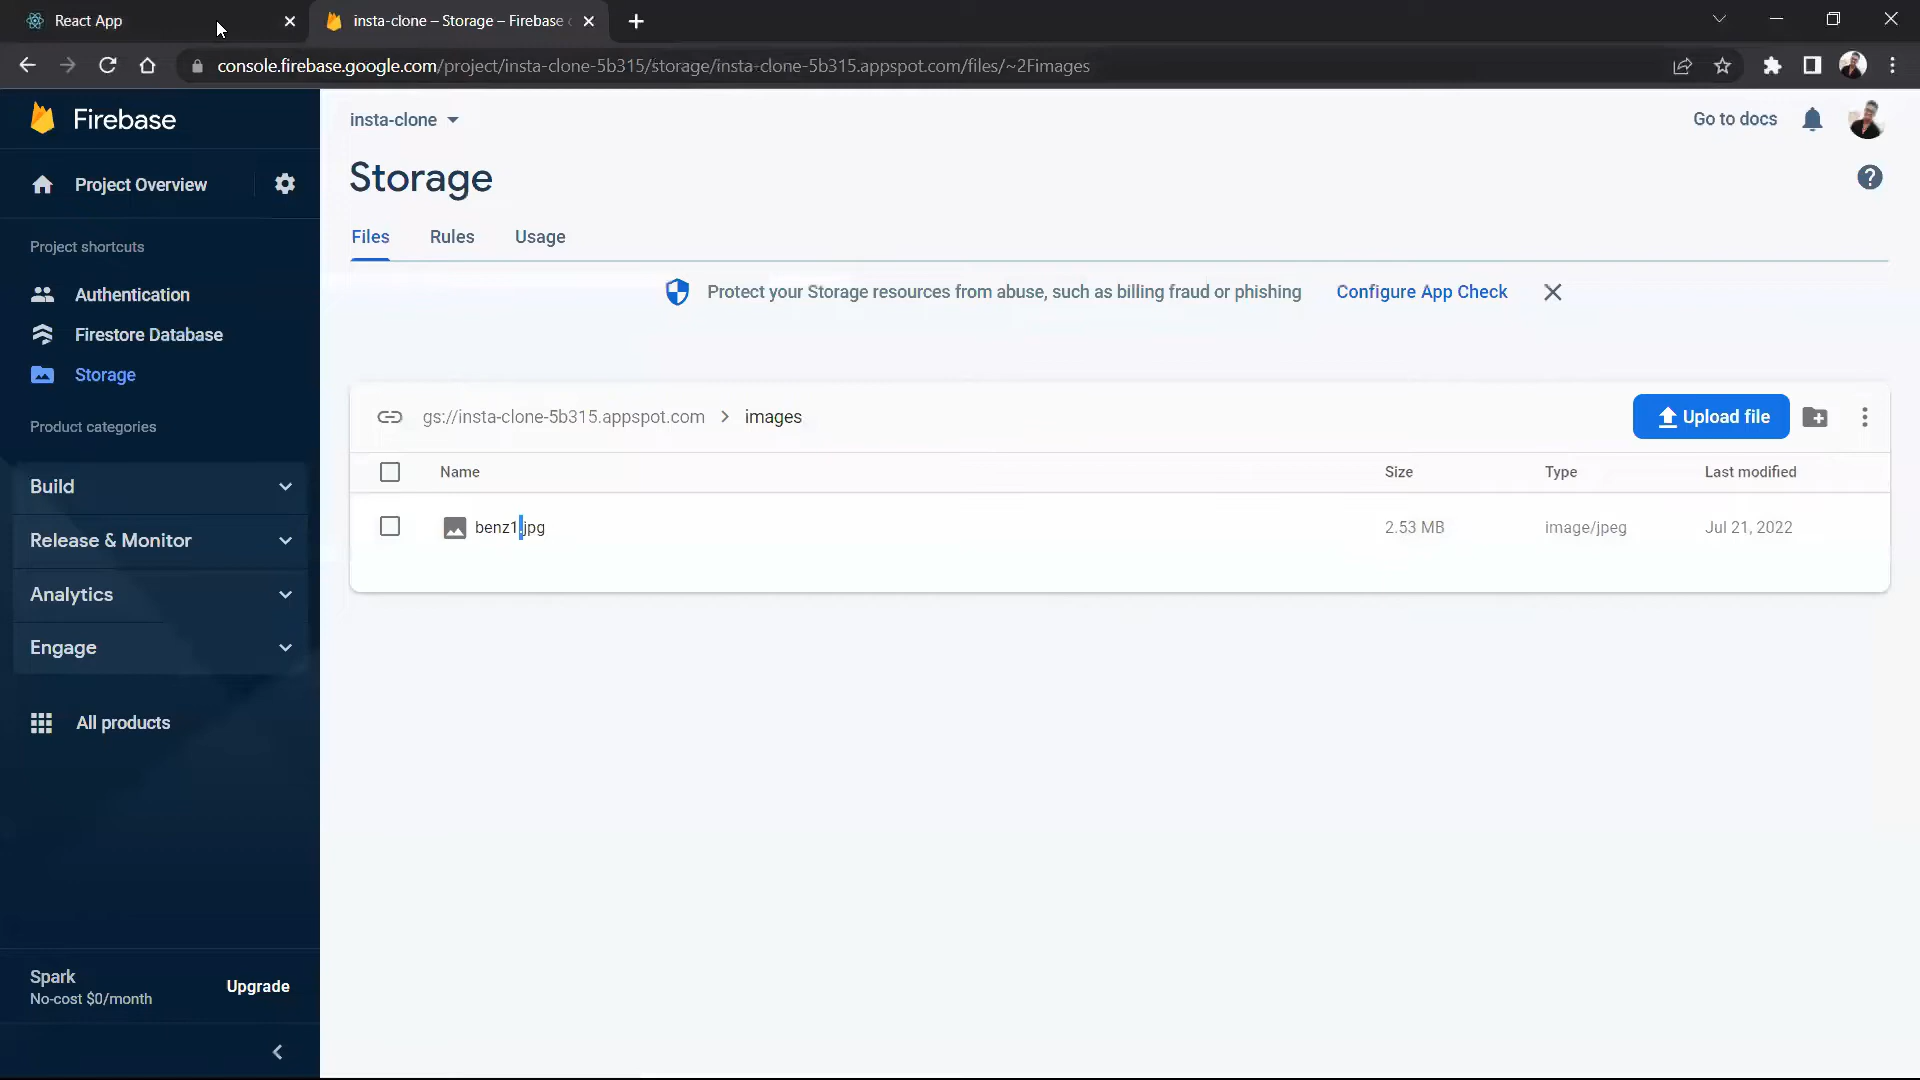 React App
insta-clone – Storage – Firebase
console.firebase.google.com/project/insta-clone-5b315/storage/insta-clone-5b315.appspot.com/files/~2Fimages
Firebase
insta-clone
Go to docs
Storage
Project Overview
Files Rules Usage
Project shortcuts
Protect your Storage resources from abuse, such as billing fraud or phishing Configure App Check
Authentication
Firestore Database
Storage
Product categories
gs://insta-clone-5b315.appspot.com > images
Upload file
Name Size Type Last modified
benz1.jpg 2.53 MB image/jpeg Jul 21, 2022
Build
Release & Monitor
Analytics
Engage
All products
Spark
No-cost $0/month
Upgrade